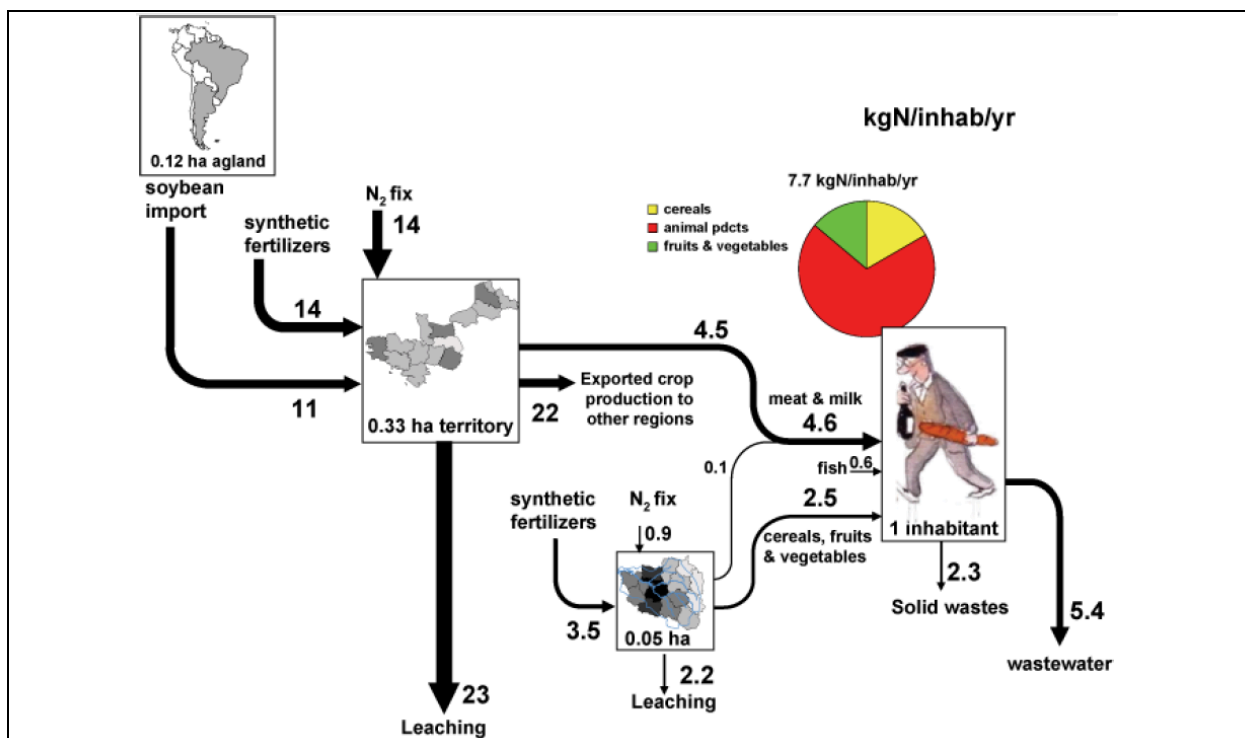 kgN/inhab/yr
0.12 ha agland
soybean
import
N₂ fix
14
synthetic
fertilizers
14
11
0.33 ha territory
7.7 kgN/inhab/yr
cereals
animal pdcts
fruits & vegetables
4.5
22
Exported crop
production to
other regions
meat & milk
4.6
0.1
fish
0.6
2.5
cereals, fruits
& vegetables
1 inhabitant
synthetic
fertilizers
N₂ fix
0.9
3.5
0.05 ha
2.2
Leaching
23
Leaching
2.3
Solid wastes
5.4
wastewater